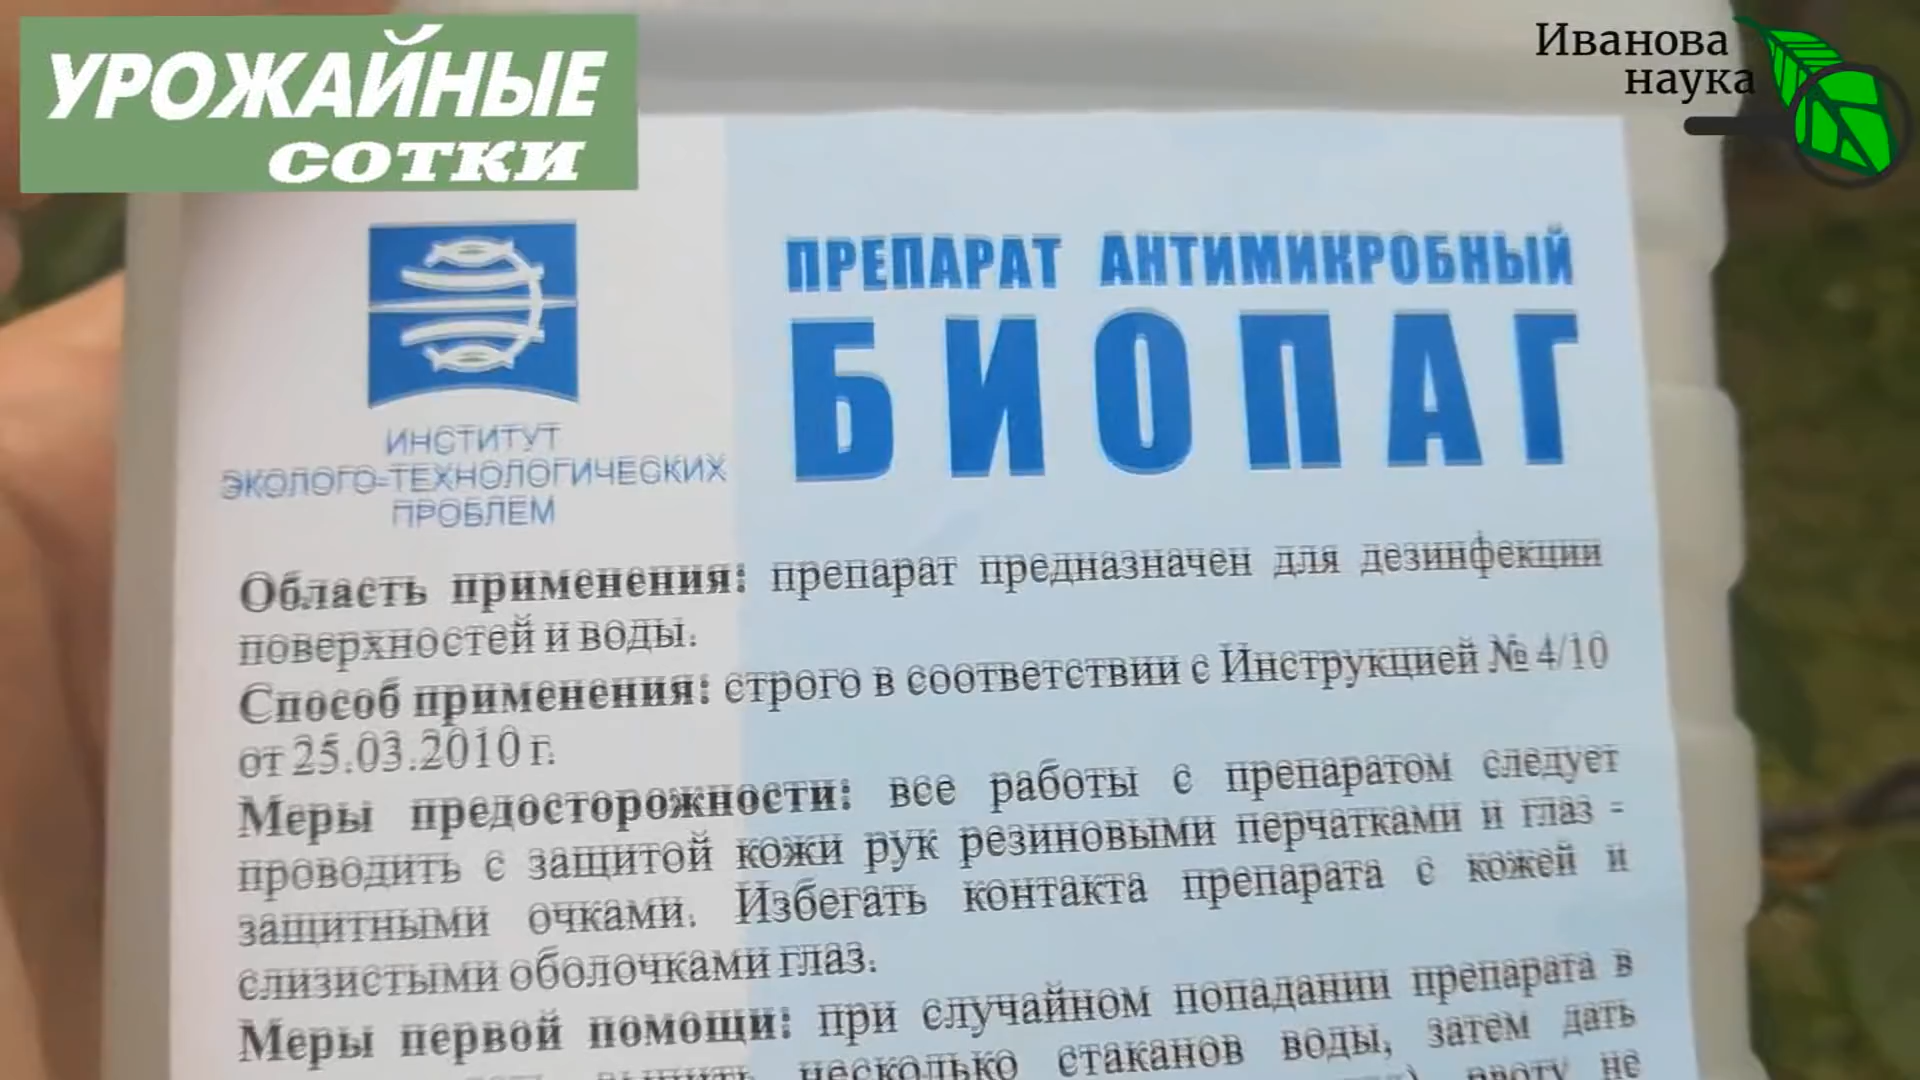 УРОЖАЙНЫЕ
СОТКИ
Иванова
наука
ИНСТИТУТ
ЭКОЛОГО-ТЕХНОЛОГИЧЕСКИХ
ПРОБЛЕМ
ПРЕПАРАТ АНТИМИКРОБНЫЙ
БИОПАГ
Область применения: препарат предназначен для дезинфекции
поверхностей и воды.
Способ применения: строго в соответствии с Инструкцией № 4/10
от 25.03.2010 г.
Меры предосторожности: все работы с препаратом следует
проводить с защитой кожи рук резиновыми перчатками и глаз -
защитными очками. Избегать контакта препарата с кожей и
слизистыми оболочками глаз.
Меры первой помощи: при случайном попадании препарата в
выпить несколько стаканов воды, затем дать
рвоту не